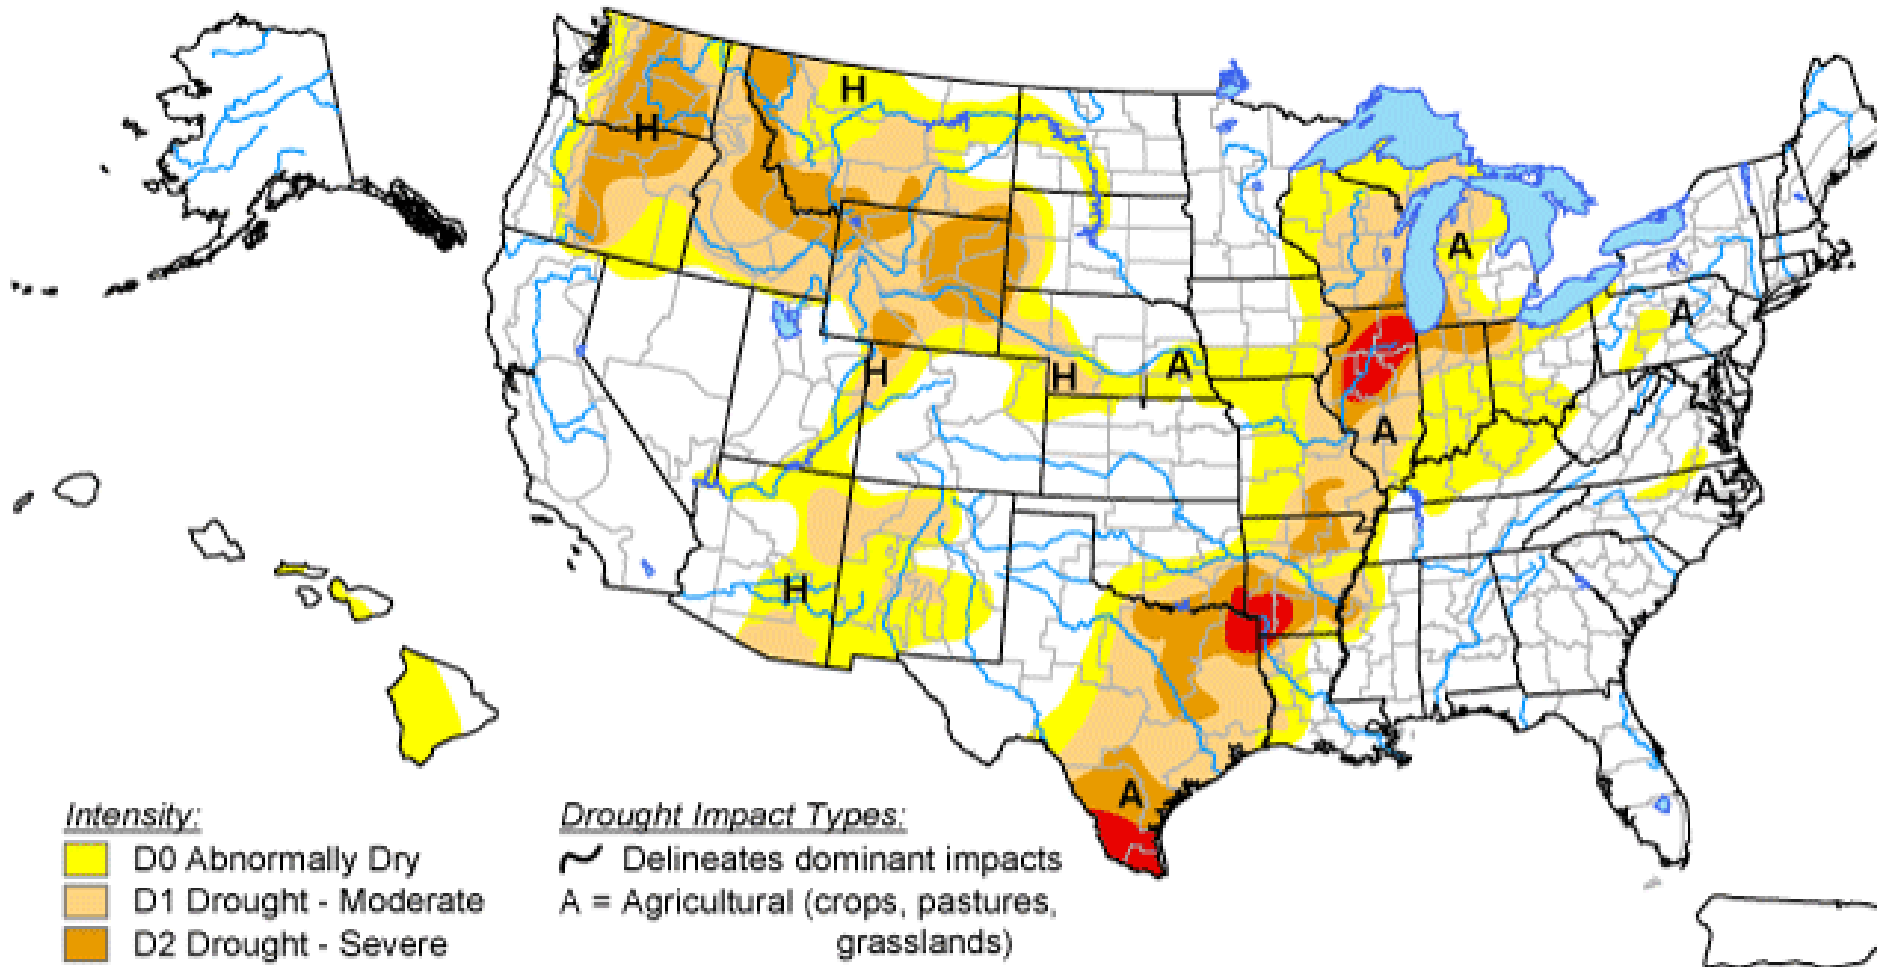 H
H
A
A
H
H
A
A
A
H
A
Intensity:
D0 Abnormally Dry
D1 Drought - Moderate
D2 Drought - Severe
Drought Impact Types:
Delineates dominant impacts
A = Agricultural (crops, pastures,
grasslands)